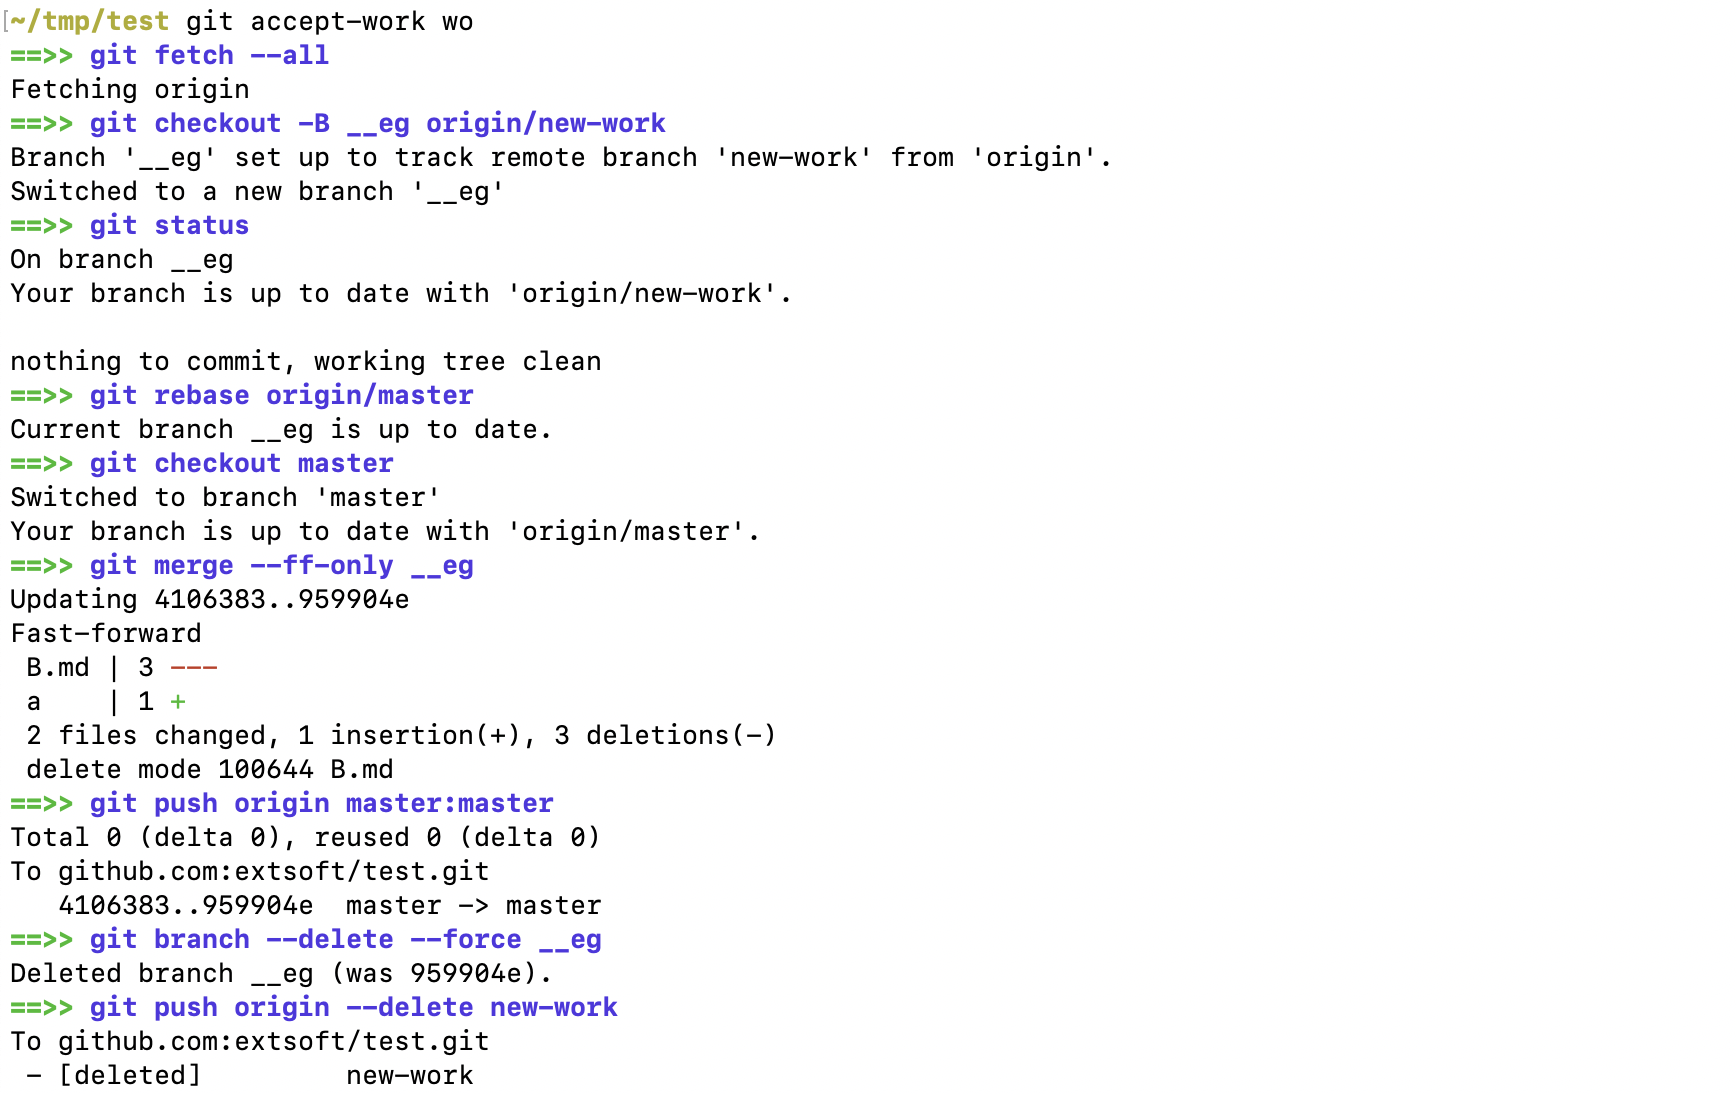 [~/tmp/test git accept-work wo
==>> git fetch --all
Fetching origin
==>> git checkout -B __eg origin/new-work
Branch '__eg' set up to track remote branch 'new-work' from 'origin'.
Switched to a new branch '__eg'
==>> git status
On branch __eg
Your branch is up to date with 'origin/new-work'.

nothing to commit, working tree clean
==>> git rebase origin/master
Current branch __eg is up to date.
==>> git checkout master
Switched to branch 'master'
Your branch is up to date with 'origin/master'.
==>> git merge --ff-only __eg
Updating 4106383..959904e
Fast-forward
 B.md | 3 ---
 a    | 1 +
 2 files changed, 1 insertion(+), 3 deletions(-)
 delete mode 100644 B.md
==>> git push origin master:master
Total 0 (delta 0), reused 0 (delta 0)
To github.com:extsoft/test.git
   4106383..959904e  master -> master
==>> git branch --delete --force __eg
Deleted branch __eg (was 959904e).
==>> git push origin --delete new-work
To github.com:extsoft/test.git
 - [deleted]         new-work